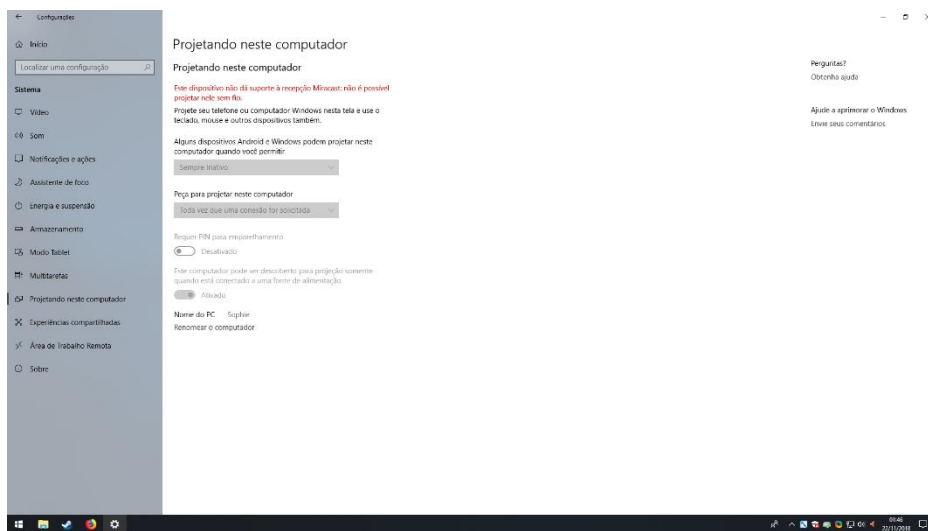 Configurações
Início
Localizar uma configuração
Sistema
Vídeo
Som
Notificações e ações
Assistente de foco
Energia e suspensão
Armazenamento
Modo Tablet
Multitarefas
Projetando neste computador
Experiências compartilhadas
Área de Trabalho Remota
Sobre
Projetando neste computador
Projetando neste computador
Este dispositivo não dá suporte à recepção Miracast: não é possível
projetar nele sem fio.
Projete seu telefone ou computador Windows nesta tela e use o
teclado, mouse e outros dispositivos também.
Alguns dispositivos Android e Windows podem projetar neste
computador quando você permitir
Sempre Inativo
Peça para projetar neste computador
Toda vez que uma conexão for solicitada
Requer PIN para emparelhamento
Desativado
Este computador pode ser descoberto para projeção somente
quando está conectado a uma fonte de alimentação
Ativado
Nome do PC Sophie
Renomear o computador
Perguntas?
Obtenha ajuda
Ajude a aprimorar o Windows
Envie seus comentários
01:46
22/11/2018